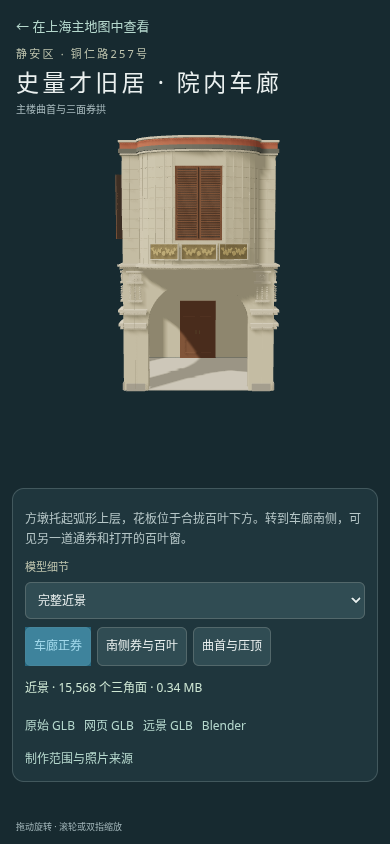 ← 在上海主地图中查看
静安区 · 铜仁路257号
史量才旧居 · 院内车廊
主楼曲首与三面券拱
方墩托起弧形上层，花板位于合拢百叶下方。转到车廊南侧，可
见另一道通券和打开的百叶窗。
模型细节
完整近景
车廊正券 南侧券与百叶 曲首与压顶
近景 · 15,568 个三角面 · 0.34 MB
原始 GLB 网页 GLB 远景 GLB Blender
制作范围与照片来源
拖动旋转 · 滚轮或双指缩放